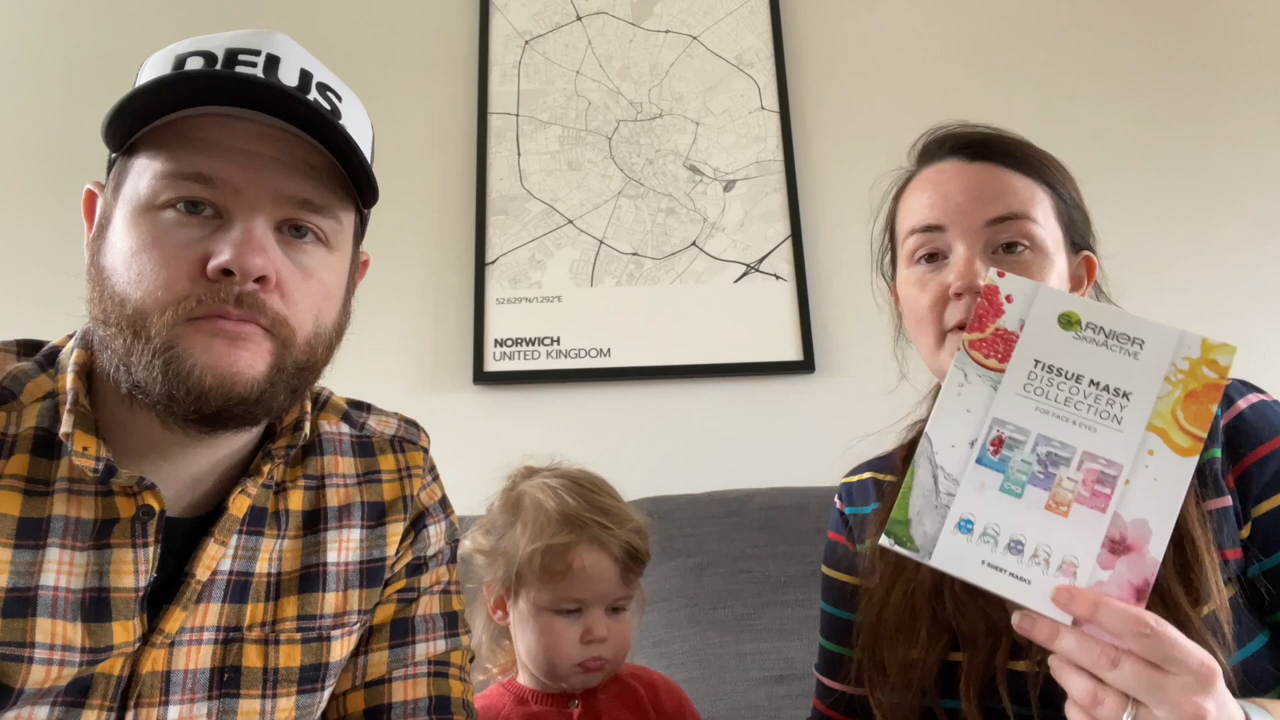 DEUS
52.629°N/1.292°E
NORWICH
UNITED KINGDOM
GARNIER
SKINACTIVE
TISSUE MASK
DISCOVERY
COLLECTION
FOR FACE & EYES
5 SHEET MASKS